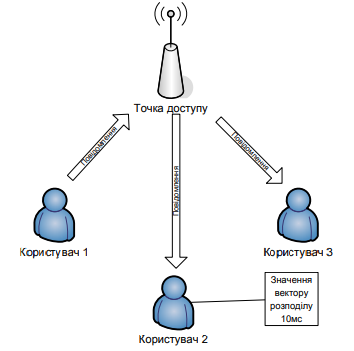 Точка доступу
Повідомлення
Повідомлення
Повідомлення
Користувач 1
Користувач 3
Значення
вектору
розподілу
10мс
Користувач 2